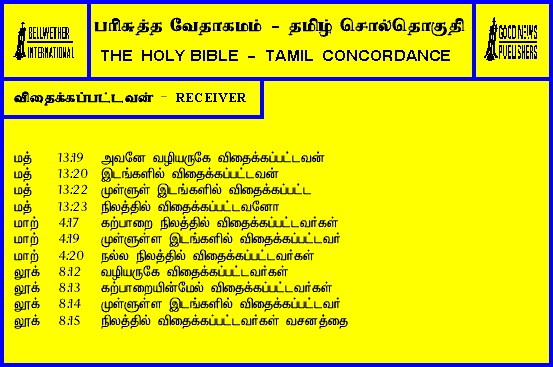 பரிசுத்த வேதாகமம் - தமிழ் சொல்தொகுதி
BELLWETHER INTERNATIONAL
THE HOLY BIBLE - TAMIL CONCORDANCE
GOOD NEWS PUBLISHERS
விதைக்கப்பட்டவன் - RECEIVER
மத் 13:19 அவனே வழியருகே விதைக்கப்பட்டவன்
மத் 13:20 இடங்களில் விதைக்கப்பட்டவன்
மத் 13:22 முள்ளுள் இடங்களில் விதைக்கப்பட்ட
மத் 13:23 நிலத்தில் விதைக்கப்பட்டவனோ
மாற் 4:17 கற்பாறை நிலத்தில் விதைக்கப்பட்டவர்கள்
மாற் 4:19 முள்ளுள்ள இடங்களில் விதைக்கப்பட்டவர்
மாற் 4:20 நல்ல நிலத்தில் விதைக்கப்பட்டவர்கள்
லூக் 8:12 வழியருகே விதைக்கப்பட்டவர்கள்
லூக் 8:13 கற்பாறையின்மேல் விதைக்கப்பட்டவர்கள்
லூக் 8:14 முள்ளுள்ள இடங்களில் விதைக்கப்பட்டவர்
லூக் 8:15 நிலத்தில் விதைக்கப்பட்டவர்கள் வசனத்தை